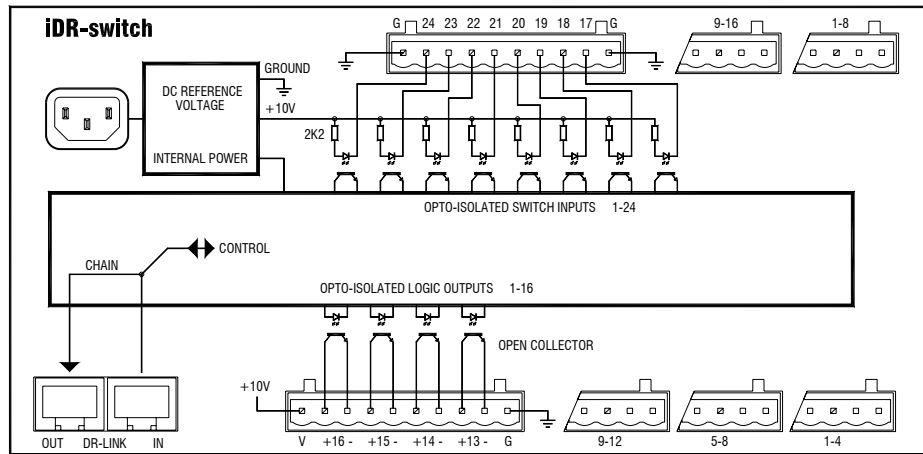 iDR-switch
G 24 23 22 21 20 19 18 17 G
9-16
1-8
GROUND
DC REFERENCE
VOLTAGE
+10V
2K2
INTERNAL POWER
OPTO-ISOLATED SWITCH INPUTS 1-24
CONTROL
CHAIN
OPTO-ISOLATED LOGIC OUTPUTS 1-16
OPEN COLLECTOR
+10V
OUT DR-LINK IN
V +16 - +15 - +14 - +13 - G
9-12
5-8
1-4